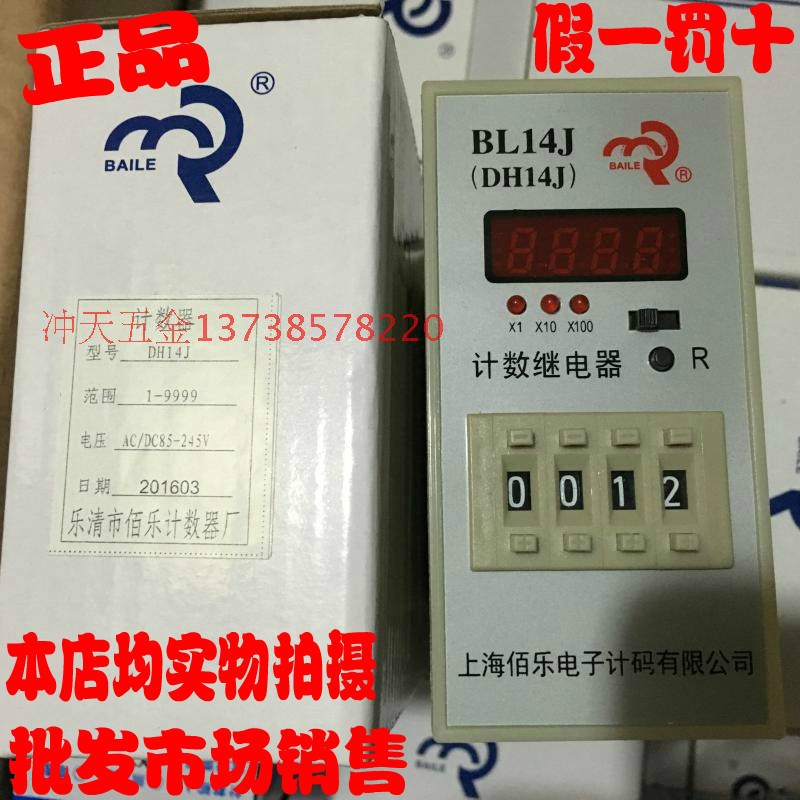 正品
假一罚十
BAILE
®
BL14J
(DH14J)
BAILE
®
X1 X10 X100
计数继电器
R
0 0 1 2
上海佰乐电子计码有限公司
计数器
冲天五金13738578220
型号 DH14J
范围 1-9999
电压 AC/DC85-245V
日期 201603
乐清市佰乐计数器厂
本店均实物拍摄
批发市场销售